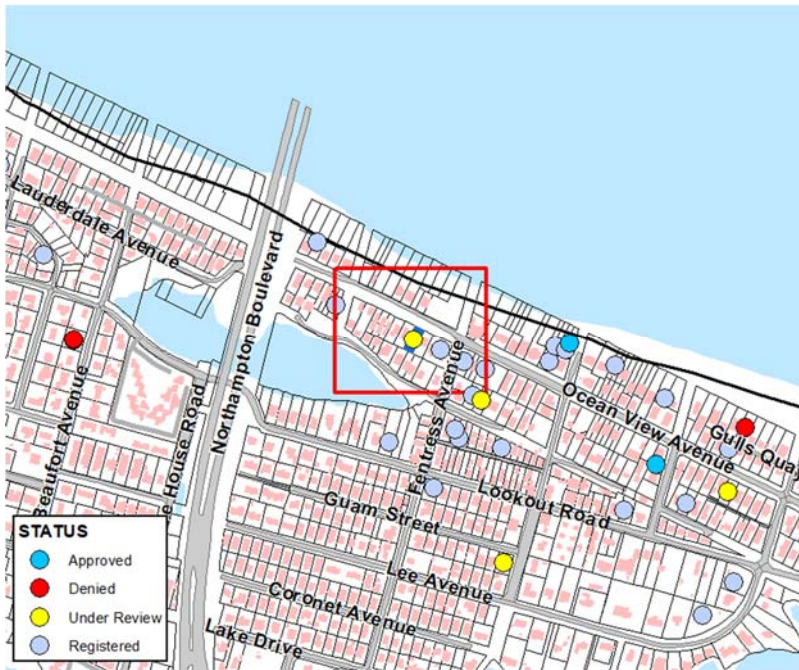 Lauderdale Avenue
Northampton Boulevard
Beaufort Avenue
House Road
Fentress Avenue
Ocean View Avenue
Gulls Quay
Lookout Road
Guam Street
Lee Avenue
Coronet Avenue
Lake Drive
STATUS
Approved
Denied
Under Review
Registered